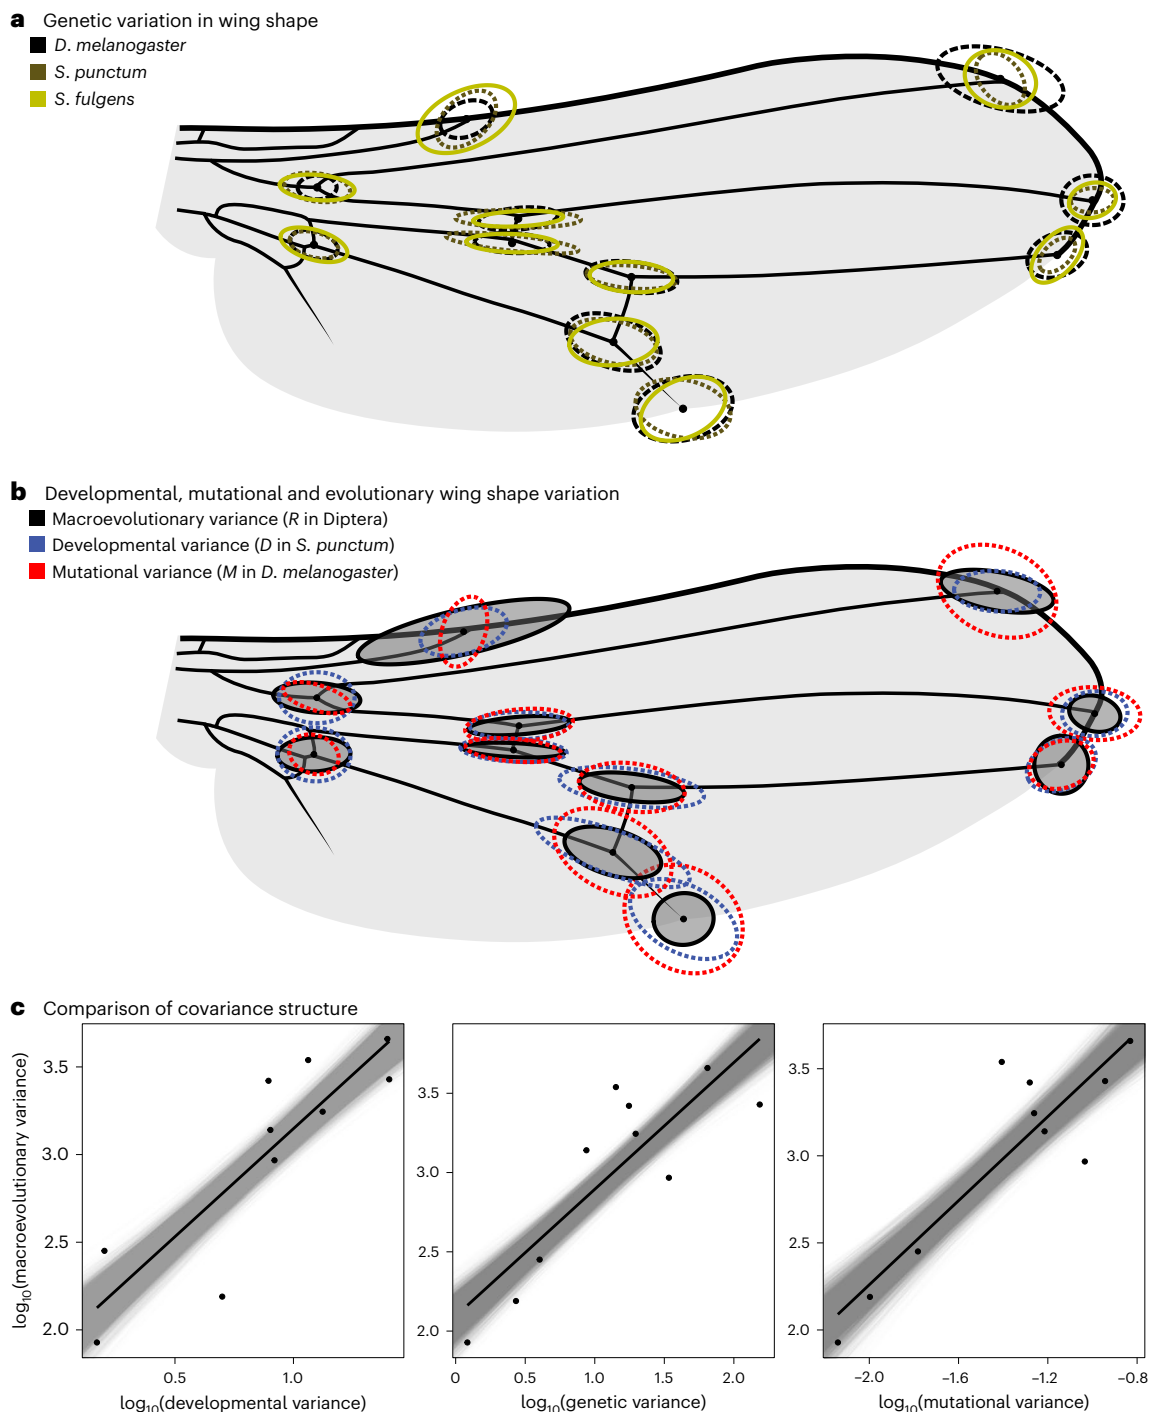 a Genetic variation in wing shape
D. melanogaster
S. punctum
S. fulgens
b Developmental, mutational and evolutionary wing shape variation
Macroevolutionary variance (R in Diptera)
Developmental variance (D in S. punctum)
Mutational variance (M in D. melanogaster)
c Comparison of covariance structure
log10(macroevolutionary variance)
3.5
3.0
2.5
2.0
0.5 1.0
log10(developmental variance)
3.5
3.0
2.5
2.0
0 0.5 1.0 1.5 2.0
log10(genetic variance)
3.5
3.0
2.5
2.0
−2.0 −1.6 −1.2 −0.8
log10(mutational variance)